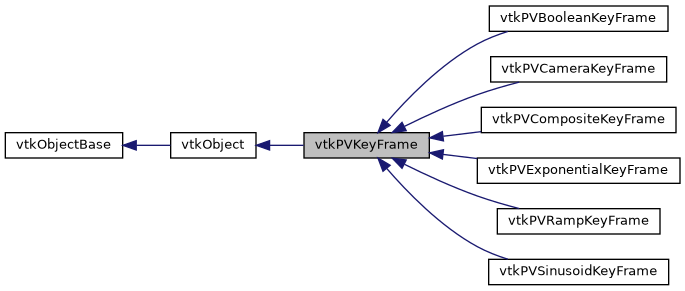 vtkObjectBase
vtkObject
vtkPVKeyFrame
vtkPVBooleanKeyFrame
vtkPVCameraKeyFrame
vtkPVCompositeKeyFrame
vtkPVExponentialKeyFrame
vtkPVRampKeyFrame
vtkPVSinusoidKeyFrame